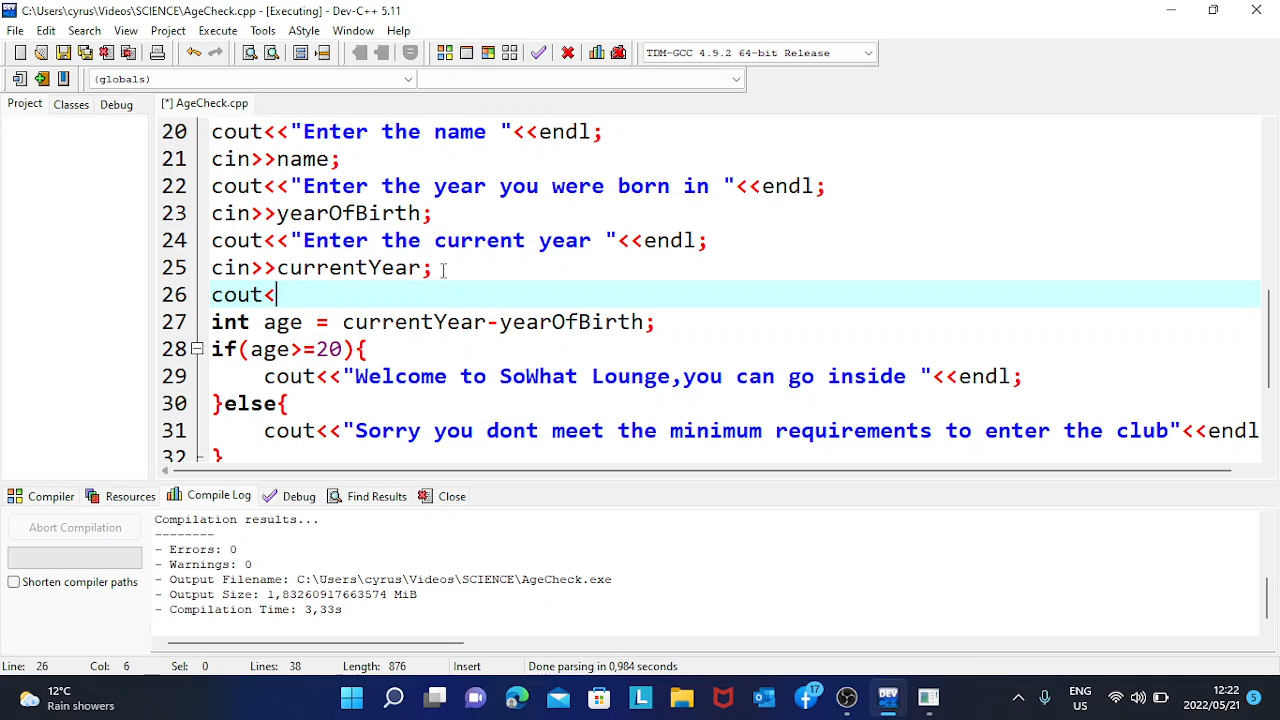 C:\Users\cyrus\Videos\SCIENCE\AgeCheck.cpp - [Executing] - Dev-C++ 5.11
File Edit Search View Project Execute Tools AStyle Window Help
TDM-GCC 4.9.2 64-bit Release
(globals)
Project Classes Debug [*] AgeCheck.cpp
20 cout<<"Enter the name "<<endl;
21 cin>>name;
22 cout<<"Enter the year you were born in "<<endl;
23 cin>>yearOfBirth;
24 cout<<"Enter the current year "<<endl;
25 cin>>currentYear;
26 cout<
27 int age = currentYear-yearOfBirth;
28 if(age>=20){
29 cout<<"Welcome to SoWhat Lounge,you can go inside "<<endl;
30 }else{
31 cout<<"Sorry you dont meet the minimum requirements to enter the club"<<endl
32 }
Compiler Resources Compile Log Debug Find Results Close
Abort Compilation
Shorten compiler paths
Compilation results...
--------
- Errors: 0
- Warnings: 0
- Output Filename: C:\Users\cyrus\Videos\SCIENCE\AgeCheck.exe
- Output Size: 1,83260917663574 MiB
- Compilation Time: 3,33s
Line: 26 Col: 6 Sel: 0 Lines: 38 Length: 876 Insert Done parsing in 0,984 seconds
12°C
Rain showers
L
17
DEV
ENG
US
12:22
2022/05/21
5